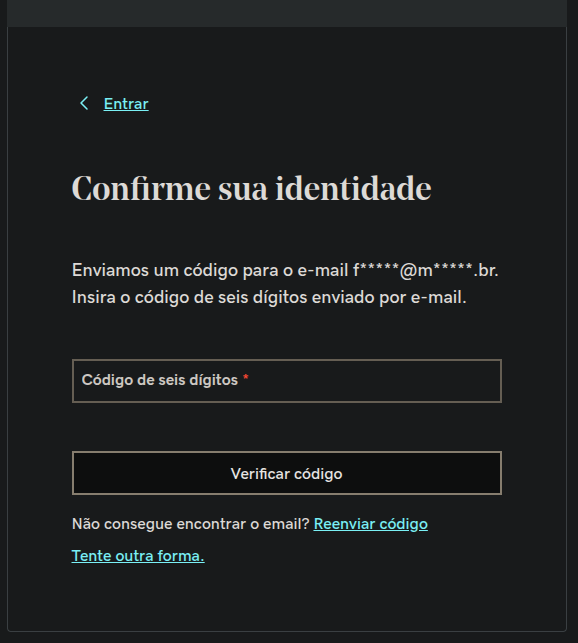 Entrar
Confirme sua identidade
Enviamos um código para o e-mail f*****@m*****.br.
Insira o código de seis dígitos enviado por e-mail.
Código de seis dígitos *
Verificar código
Não consegue encontrar o email? Reenviar código
Tente outra forma.